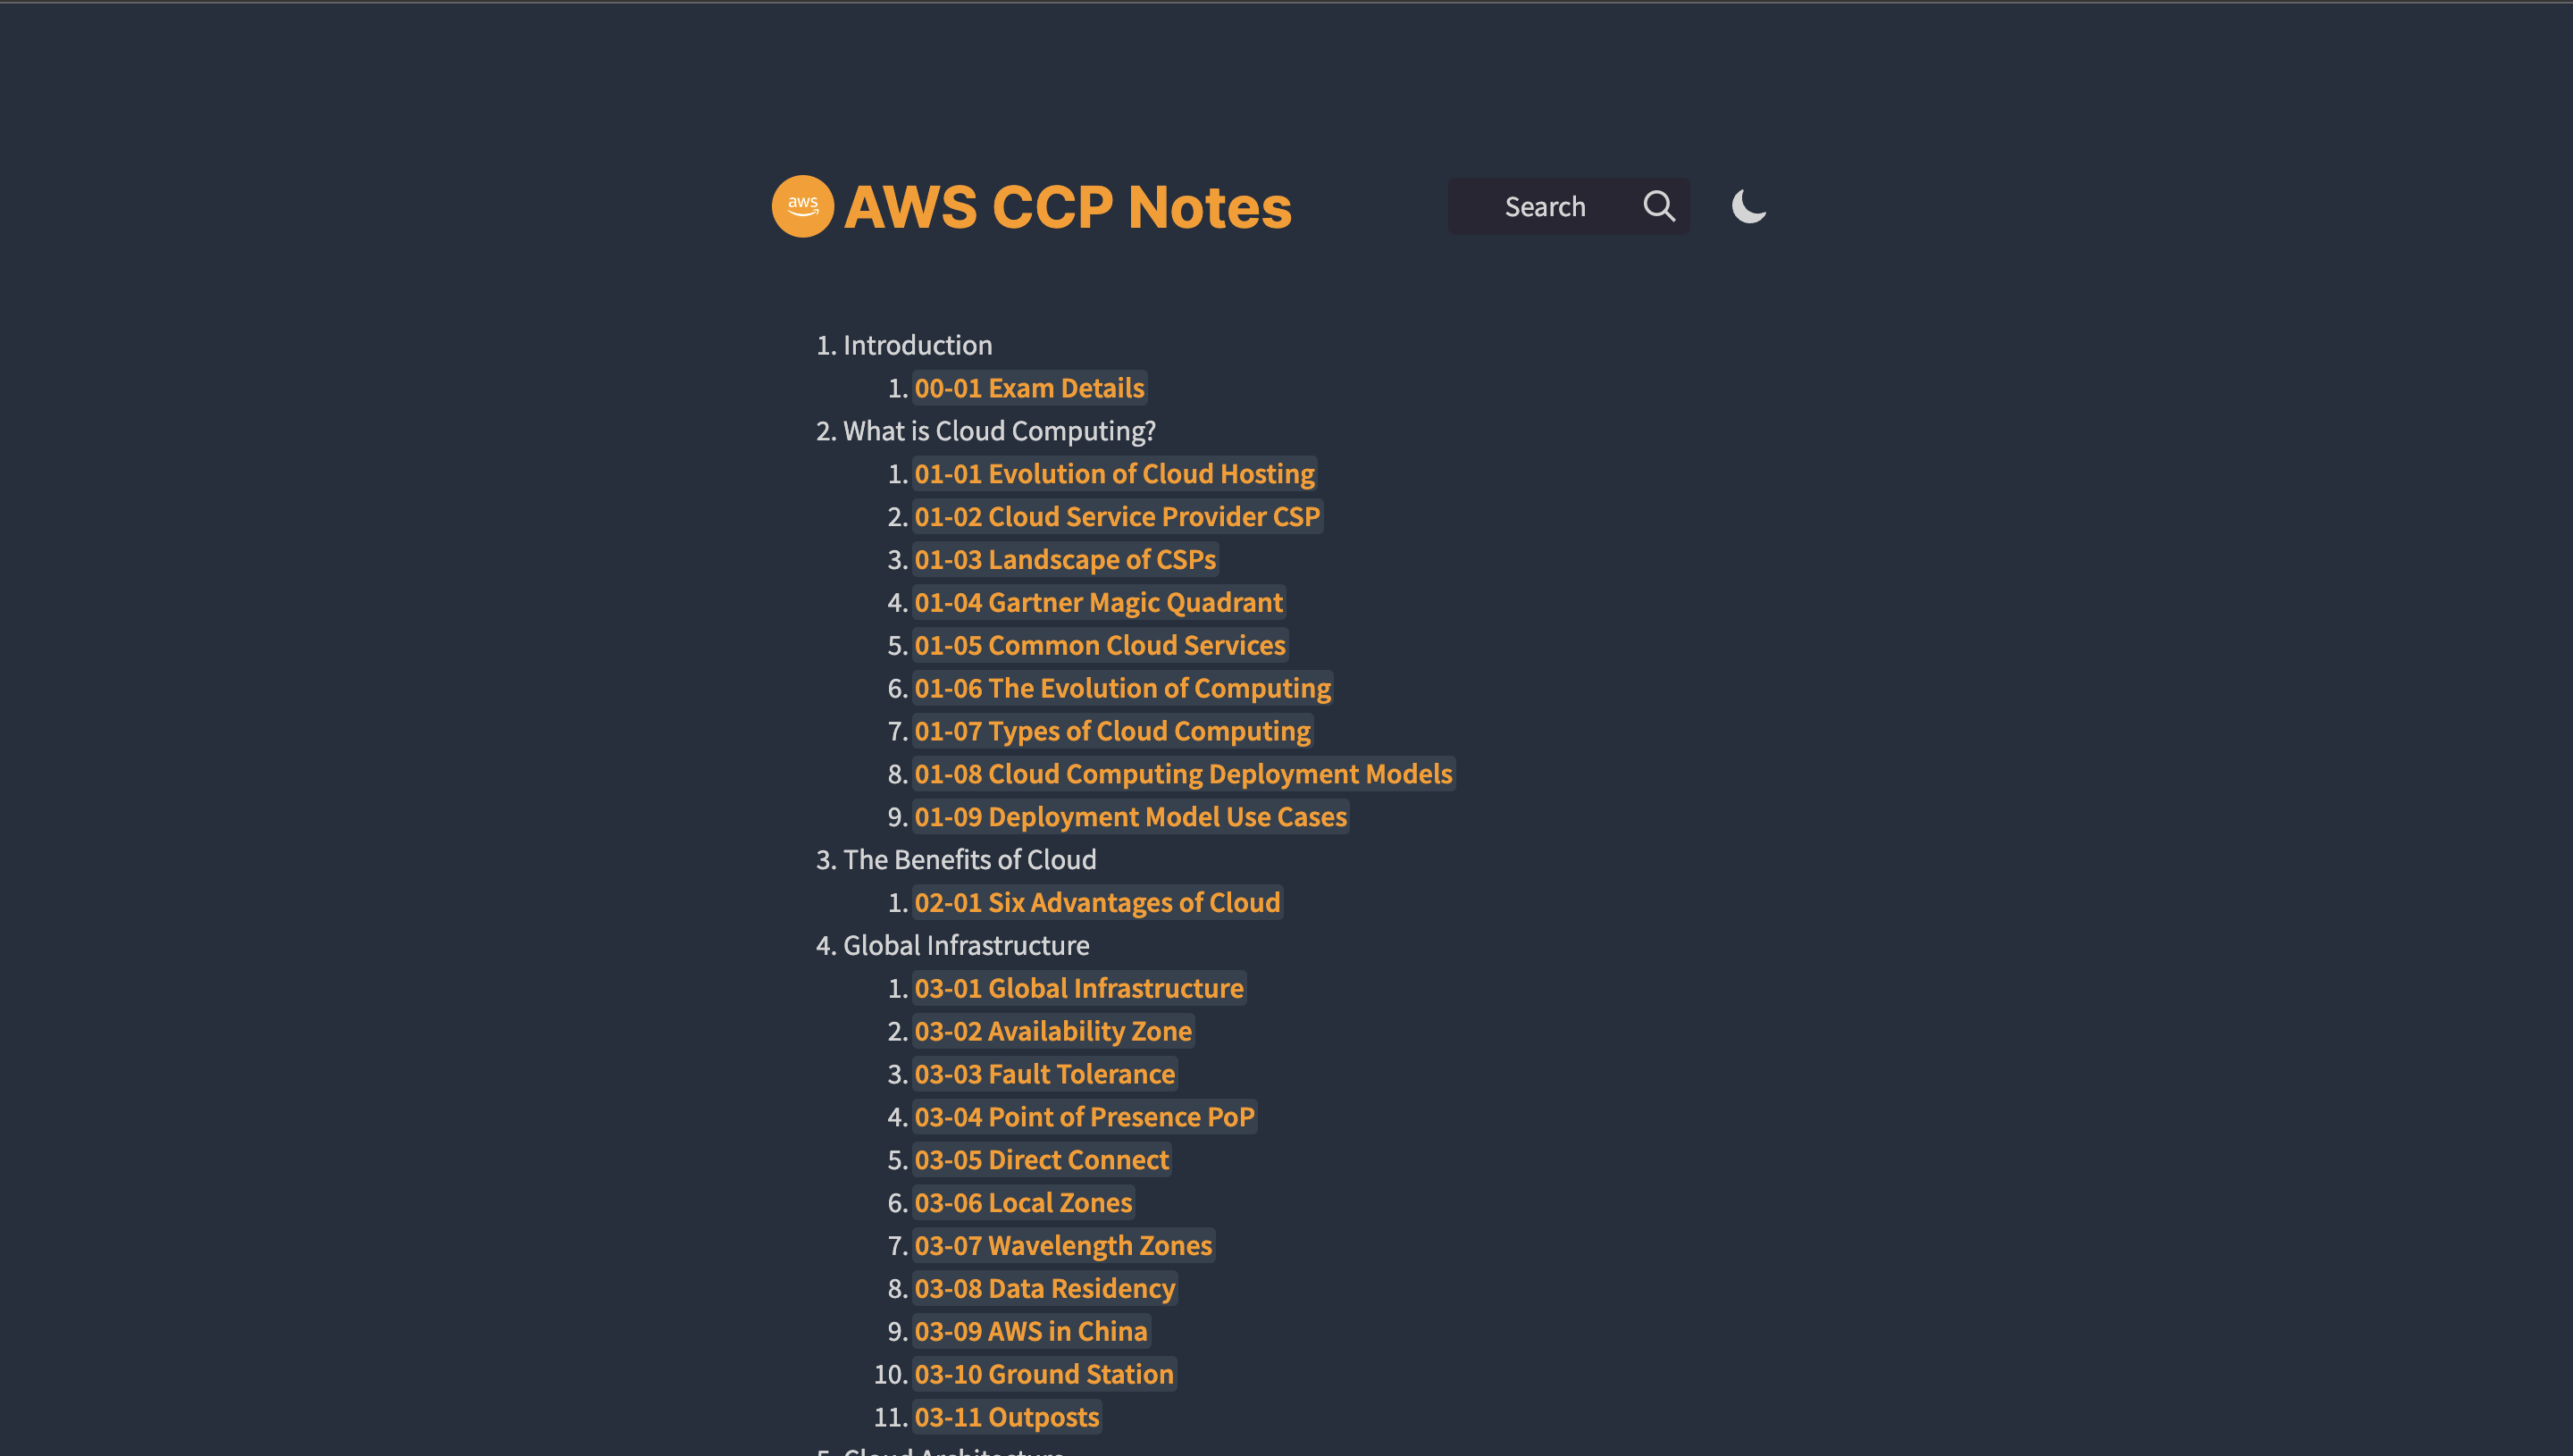 aws
AWS CCP Notes
Search
1. Introduction
1. 00-01 Exam Details
2. What is Cloud Computing?
1. 01-01 Evolution of Cloud Hosting
2. 01-02 Cloud Service Provider CSP
3. 01-03 Landscape of CSPs
4. 01-04 Gartner Magic Quadrant
5. 01-05 Common Cloud Services
6. 01-06 The Evolution of Computing
7. 01-07 Types of Cloud Computing
8. 01-08 Cloud Computing Deployment Models
9. 01-09 Deployment Model Use Cases
3. The Benefits of Cloud
1. 02-01 Six Advantages of Cloud
4. Global Infrastructure
1. 03-01 Global Infrastructure
2. 03-02 Availability Zone
3. 03-03 Fault Tolerance
4. 03-04 Point of Presence PoP
5. 03-05 Direct Connect
6. 03-06 Local Zones
7. 03-07 Wavelength Zones
8. 03-08 Data Residency
9. 03-09 AWS in China
10. 03-10 Ground Station
11. 03-11 Outposts
5. Cloud Architecture